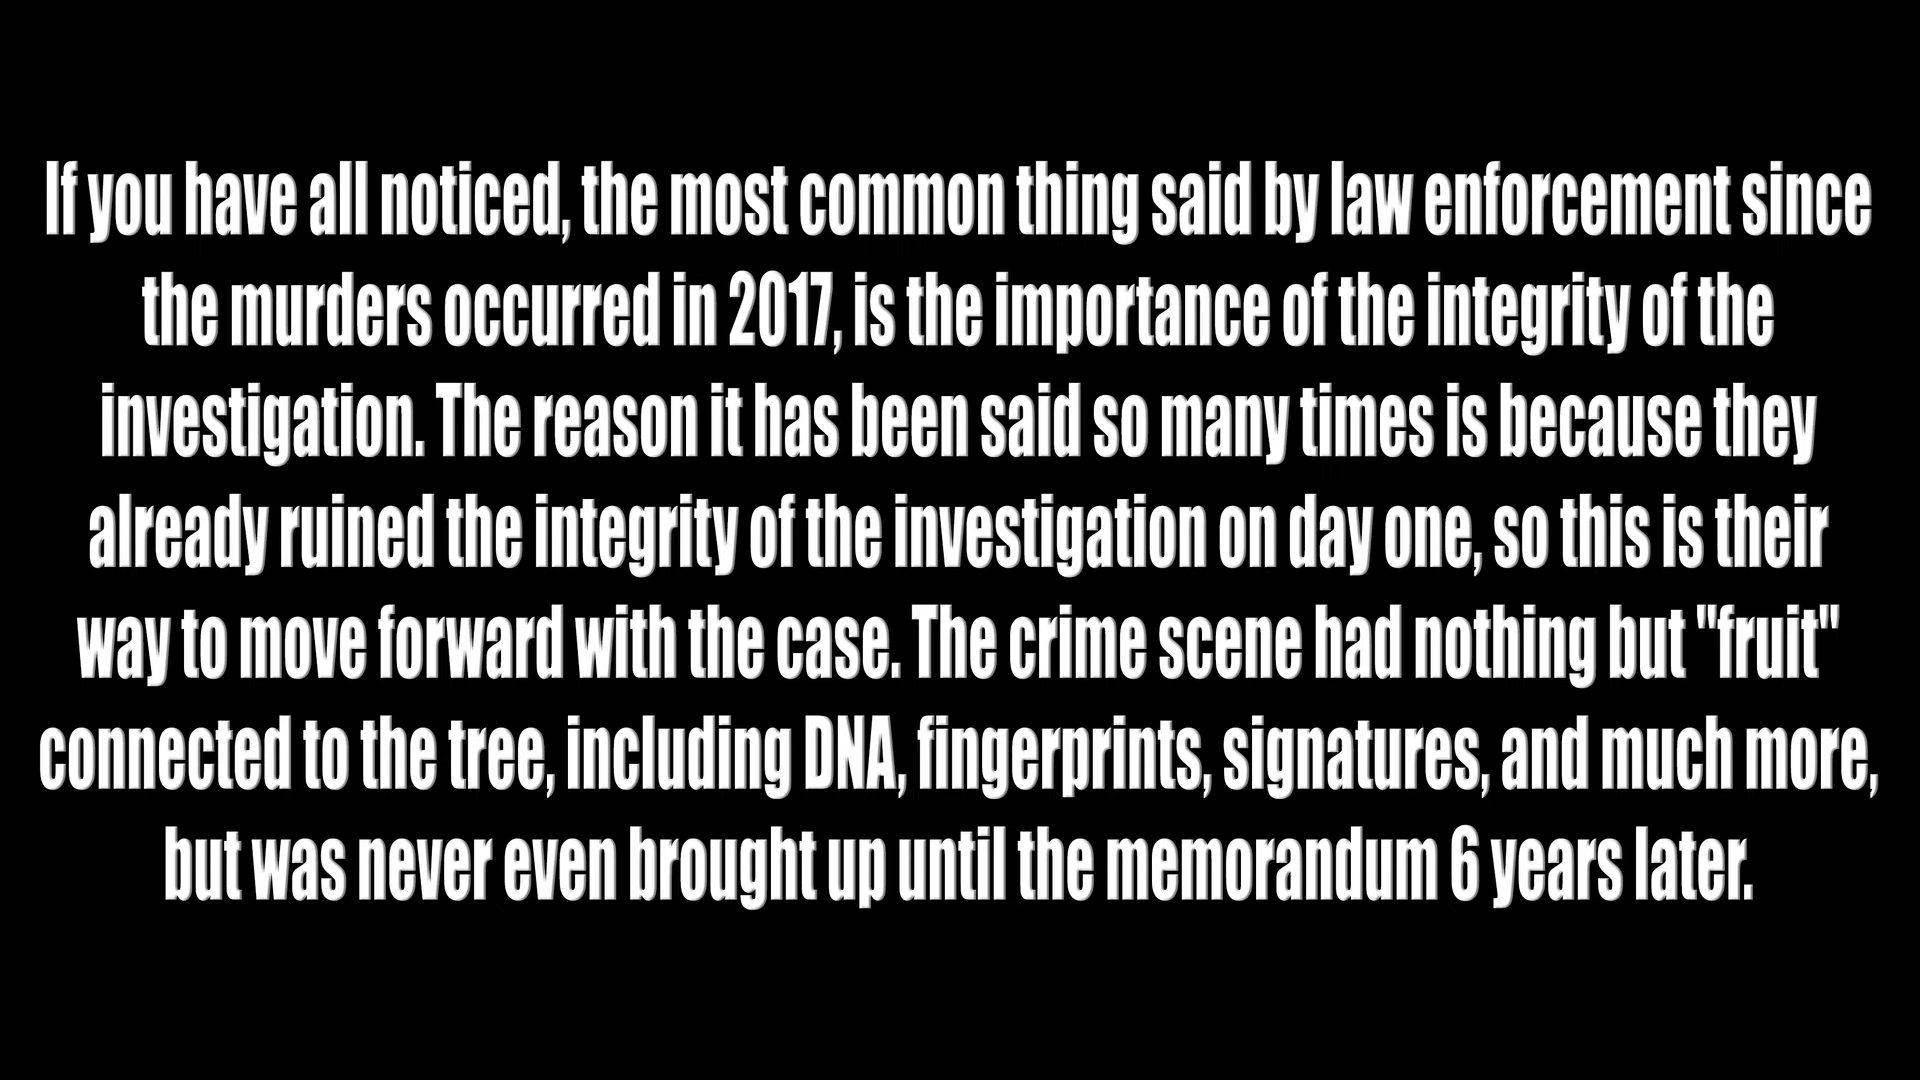 If you have all noticed, the most common thing said by law enforcement since
the murders occurred in 2017, is the importance of the integrity of the
investigation. The reason it has been said so many times is because they
already ruined the integrity of the investigation on day one, so this is their
way to move forward with the case. The crime scene had nothing but "fruit"
connected to the tree, including DNA, fingerprints, signatures, and much more,
but was never even brought up until the memorandum 6 years later.